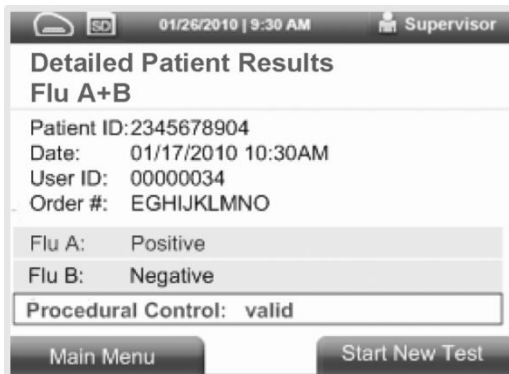 SD 01/26/2010 | 9:30 AM Supervisor
Detailed Patient Results
Flu A+B
Patient ID:2345678904
Date: 01/17/2010 10:30AM
User ID: 00000034
Order #: EGHIJKLMNO
Flu A: Positive
Flu B: Negative
Procedural Control: valid
Main Menu Start New Test